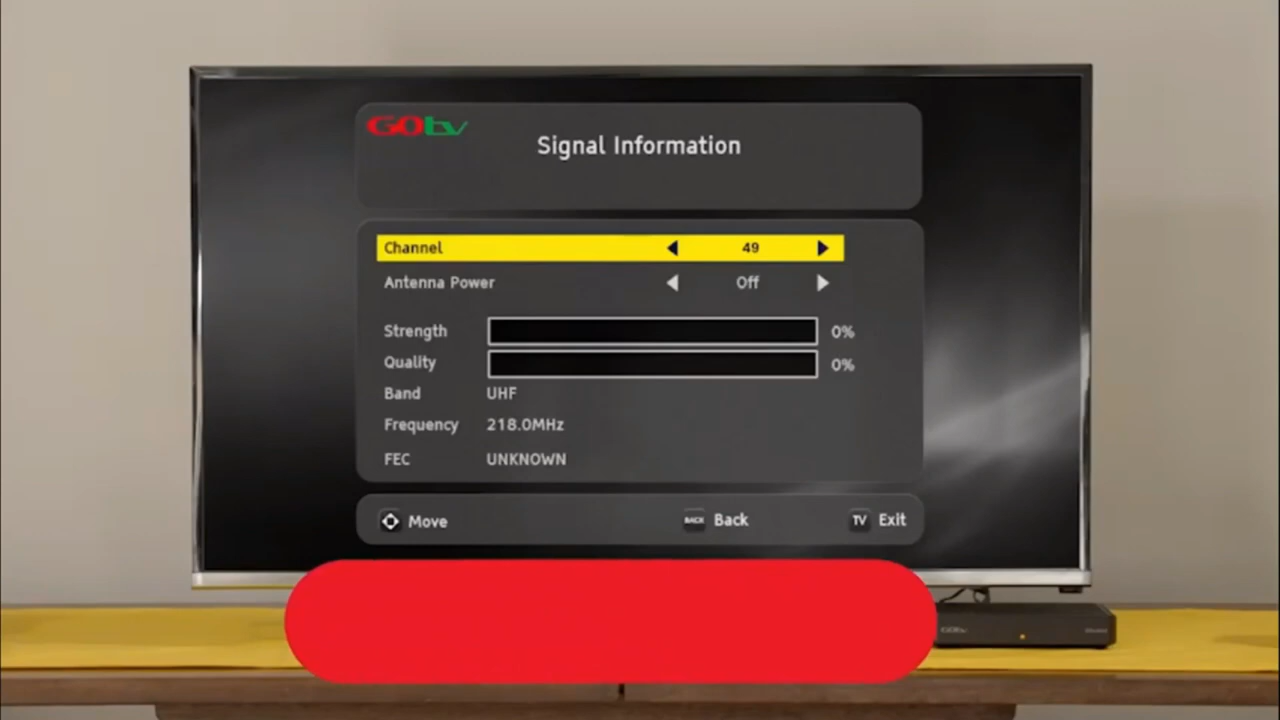 GOtv
Signal Information
Channel 49
Antenna Power Off
Strength 0%
Quality 0%
Band UHF
Frequency 218.0MHz
FEC UNKNOWN
Move BACK Back TV Exit
GOtv